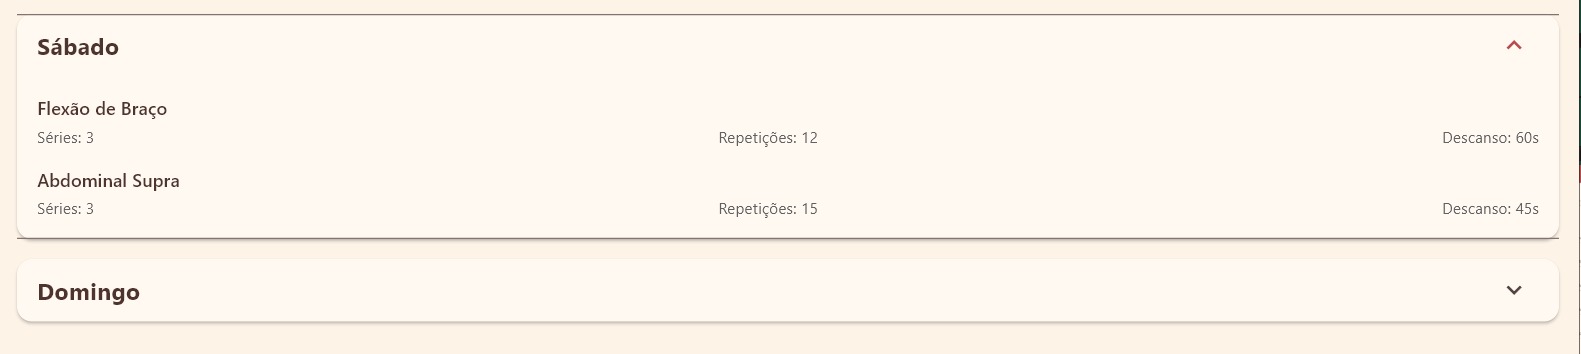 Sábado
Flexão de Braço
Séries: 3 Repetições: 12 Descanso: 60s
Abdominal Supra
Séries: 3 Repetições: 15 Descanso: 45s
Domingo